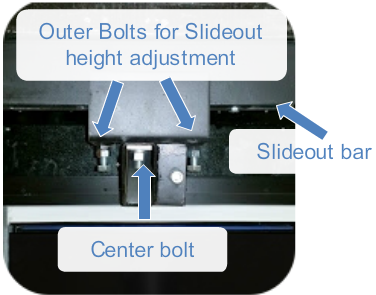 Outer Bolts for Slideout
height adjustment
Slideout bar
Center bolt